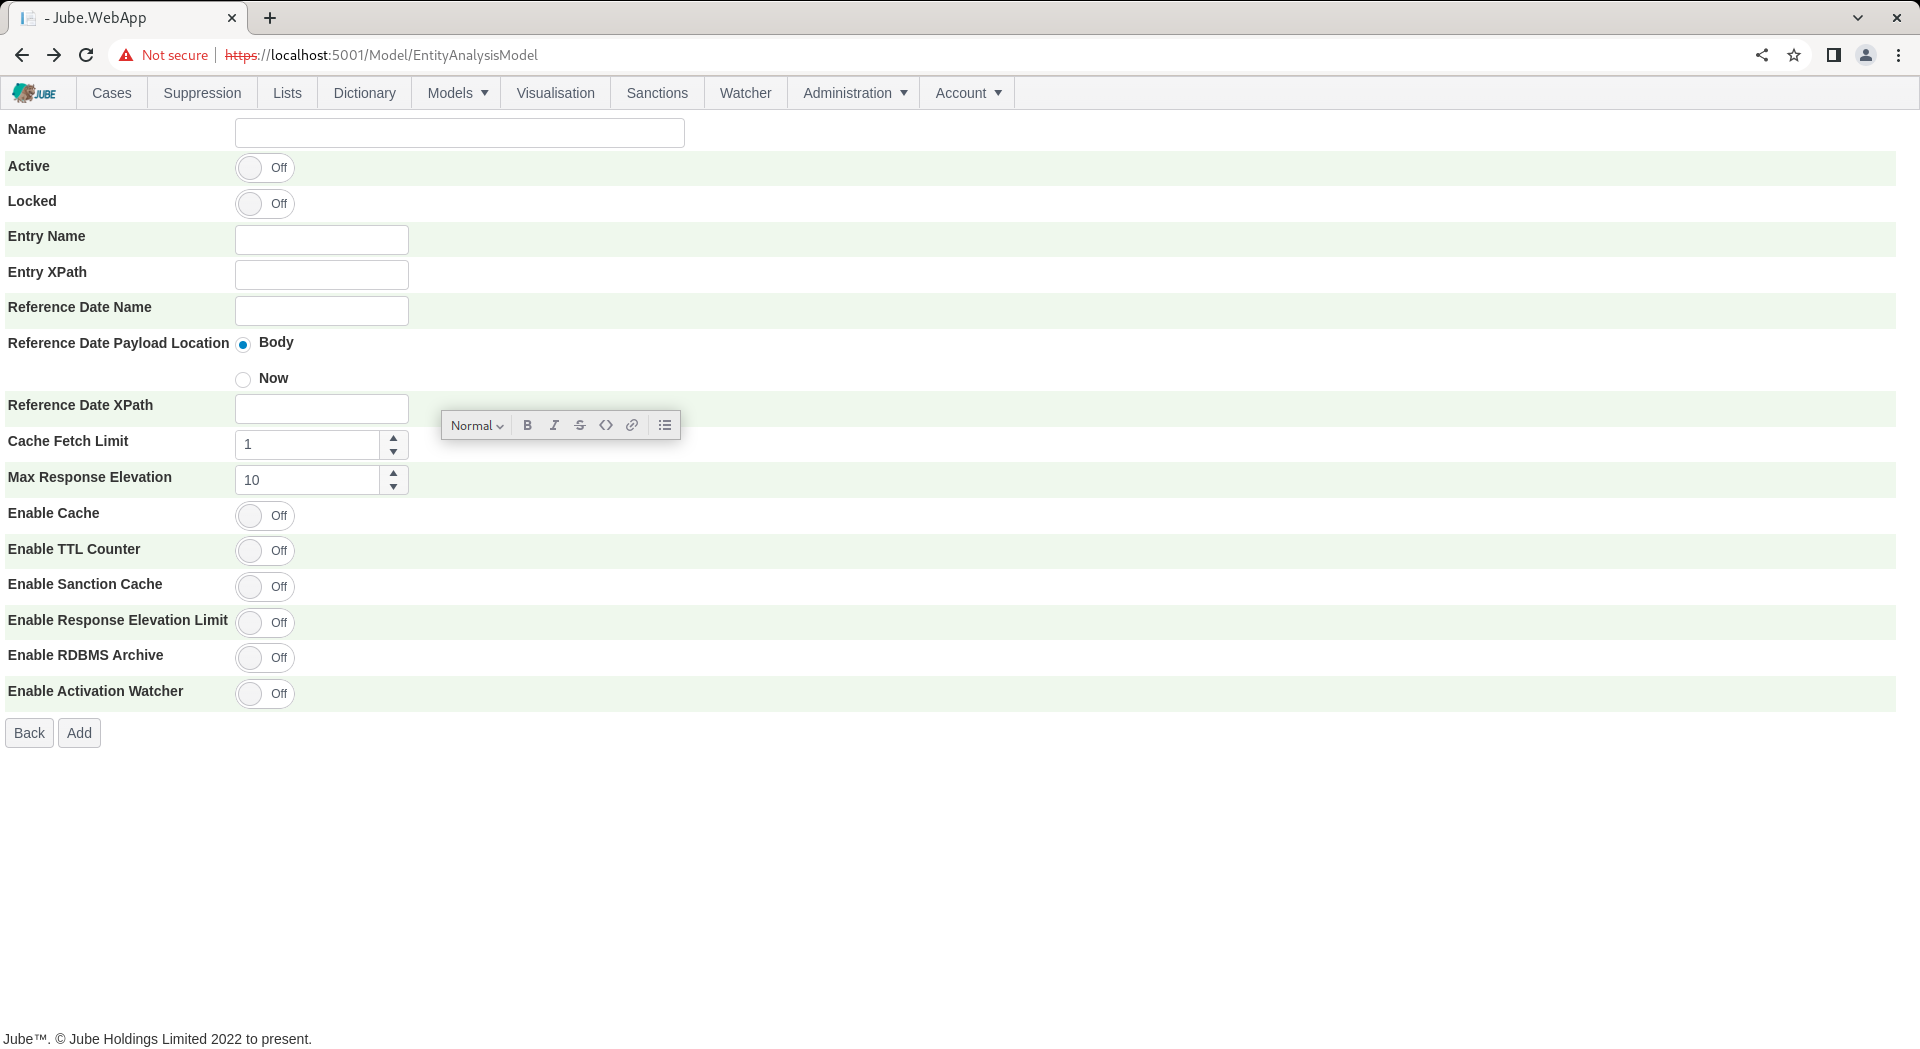 - Jube.WebApp
Not secure https://localhost:5001/Model/EntityAnalysisModel
JUBE Cases Suppression Lists Dictionary Models Visualisation Sanctions Watcher Administration Account
Name
Active Off
Locked Off
Entry Name
Entry XPath
Reference Date Name
Reference Date Payload Location Body
Now
Reference Date XPath
Normal B I S
Cache Fetch Limit 1
Max Response Elevation 10
Enable Cache Off
Enable TTL Counter Off
Enable Sanction Cache Off
Enable Response Elevation Limit Off
Enable RDBMS Archive Off
Enable Activation Watcher Off
Back Add
Jube™. © Jube Holdings Limited 2022 to present.